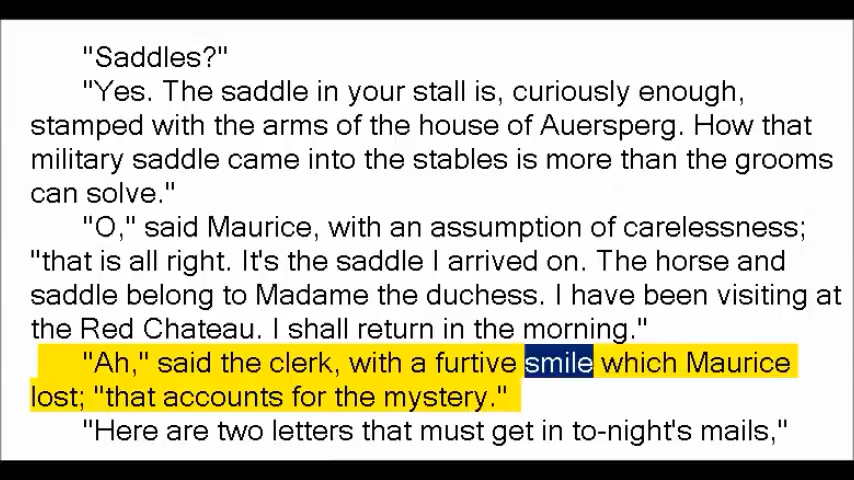 "Saddles?"
"Yes. The saddle in your stall is, curiously enough,
stamped with the arms of the house of Auersperg. How that
military saddle came into the stables is more than the grooms
can solve."
"O," said Maurice, with an assumption of carelessness;
"that is all right. It's the saddle I arrived on. The horse and
saddle belong to Madame the duchess. I have been visiting at
the Red Chateau. I shall return in the morning."
"Ah," said the clerk, with a furtive smile which Maurice
lost; "that accounts for the mystery."
"Here are two letters that must get in to-night's mails,"